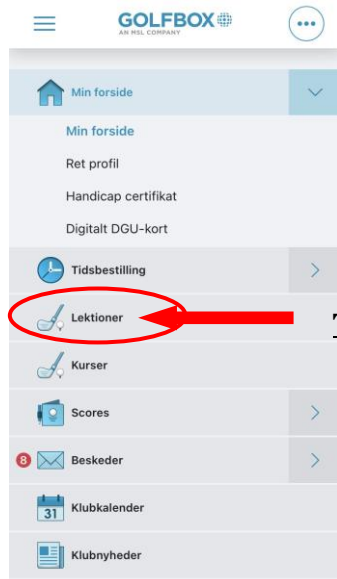 GOLFBOX
AN MSL COMPANY
Min forside
Min forside
Ret profil
Handicap certifikat
Digitalt DGU-kort
Tidsbestilling
Lektioner
Kurser
Scores
8 Beskeder
31 Klubkalender
Klubnyheder